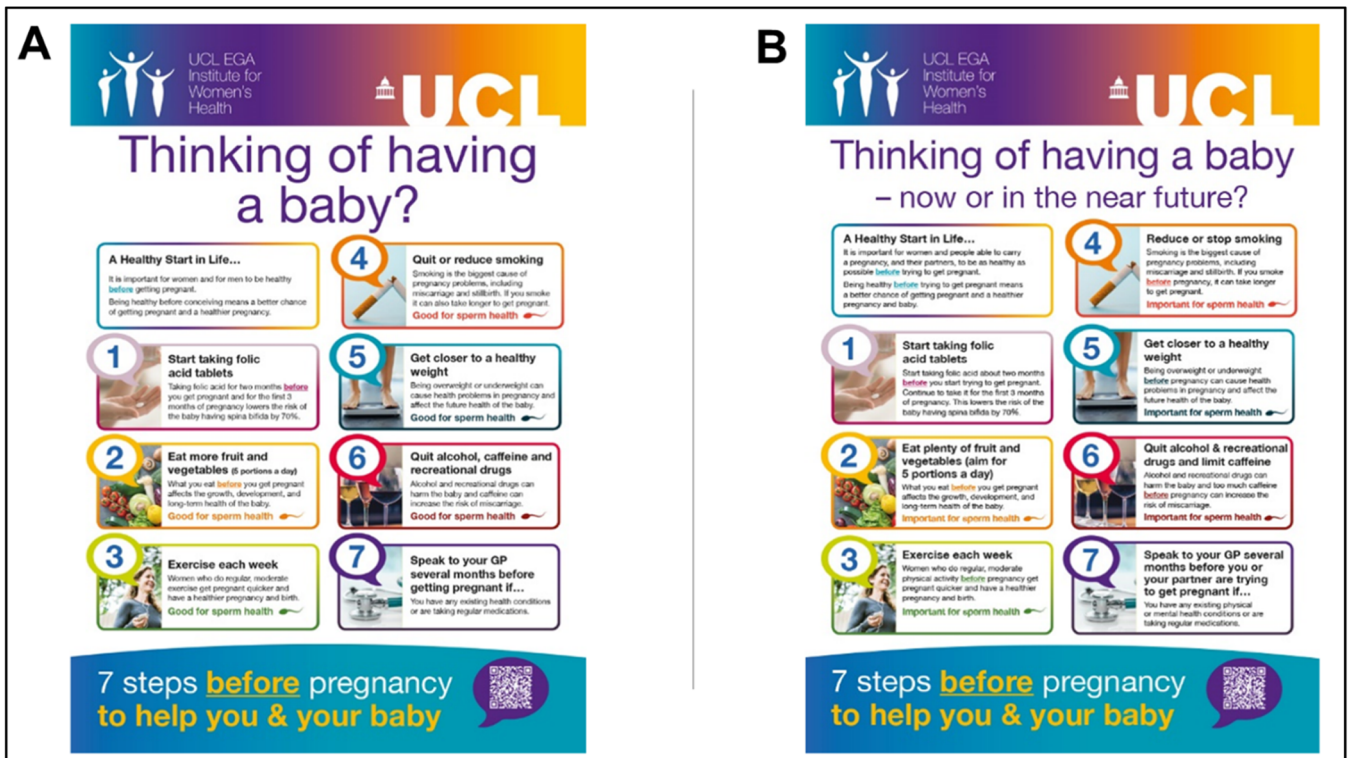 A
UCL EGA
Institute for
Women's
Health
UCL
Thinking of having
a baby?
A Healthy Start in Life...
It is important for women and for men to be healthy
before getting pregnant.
Being healthy before conceiving means a better chance
of getting pregnant and a healthier pregnancy.
1
Start taking folic
acid tablets
Taking folic acid for two months before
you get pregnant and for the first 3
months of pregnancy lowers the risk of
the baby having spina bifida by 70%.
2
Eat more fruit and
vegetables (5 portions a day)
What you eat before you get pregnant
affects the growth, development, and
long-term health of the baby.
Good for sperm health
3
Exercise each week
Women who do regular, moderate
exercise get pregnant quicker and
have a healthier pregnancy and birth.
Good for sperm health
4
Quit or reduce smoking
Smoking is the biggest cause of
pregnancy problems, including
miscarriage and stillbirth. If you smoke
it can also take longer to get pregnant.
Good for sperm health
5
Get closer to a healthy
weight
Being overweight or underweight can
cause health problems in pregnancy and
affect the future health of the baby.
Good for sperm health
6
Quit alcohol, caffeine and
recreational drugs
Alcohol and recreational drugs can
harm the baby and caffeine can
increase the risk of miscarriage.
Good for sperm health
7
Speak to your GP
several months before
getting pregnant if...
You have any existing health conditions
or are taking regular medications.
7 steps before pregnancy
to help you & your baby
B
UCL EGA
Institute for
Women's
Health
UCL
Thinking of having a baby
– now or in the near future?
A Healthy Start in Life...
It is important for women and people able to carry
a pregnancy, and their partners, to be as healthy as
possible before trying to get pregnant.
Being healthy before trying to get pregnant means
a better chance of getting pregnant and a healthier
pregnancy and baby.
1
Start taking folic
acid tablets
Start taking folic acid about two months
before you start trying to get pregnant.
Continue to take it for the first 3 months
of pregnancy. This lowers the risk of the
baby having spina bifida by 70%.
2
Eat plenty of fruit and
vegetables (aim for
5 portions a day)
What you eat before you get pregnant
affects the growth, development, and
long-term health of the baby.
Important for sperm health
3
Exercise each week
Women who do regular, moderate
physical activity before pregnancy get
pregnant quicker and have a healthier
pregnancy and birth.
Important for sperm health
4
Reduce or stop smoking
Smoking is the biggest cause of
pregnancy problems, including
miscarriage and stillbirth. If you smoke
before pregnancy, it can take longer
to get pregnant.
Important for sperm health
5
Get closer to a healthy
weight
Being overweight or underweight
before pregnancy can cause health
problems in pregnancy and affect the
future health of the baby.
Important for sperm health
6
Quit alcohol & recreational
drugs and limit caffeine
Alcohol and recreational drugs can
harm the baby and too much caffeine
before pregnancy can increase the
risk of miscarriage.
Important for sperm health
7
Speak to your GP several
months before you or
your partner are trying
to get pregnant if...
You have any existing physical
or mental health conditions or are
taking regular medications.
7 steps before pregnancy
to help you & your baby